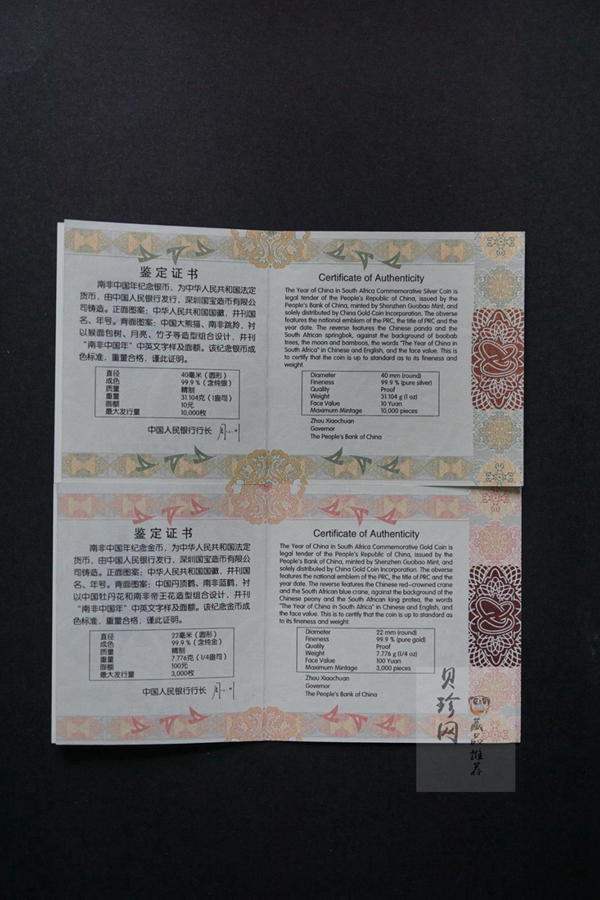 鉴定证书
南非中国年纪念银币，为中华人民共和国法定
货币，由中国人民银行发行，深圳国宝造币有限公
司铸造。正面图案：中华人民共和国国徽，并刊国
名、年号。背面图案：中国大熊猫、南非跳羚，衬
以猴面包树、月亮、竹子等造型组合设计，并刊
“南非中国年”中英文字样及面额。该纪念银币成
色标准，重量合格，谨此证明。
直径 40毫米（圆形）
成色 99.9％（含纯银）
质量 精制
重量 31.104克（1盎司）
面额 10元
最大发行量 10,000枚
中国人民银行行长
Certificate of Authenticity
The Year of China in South Africa Commemorative Silver Coin is
legal tender of the People's Republic of China, issued by the
People's Bank of China, minted by Shenzhen Guobao Mint, and
solely distributed by China Gold Coin Incorporation. The obverse
features the national emblem of the PRC, the title of PRC and the
year date. The reverse features the Chinese panda and the
South African springbok, against the background of baobab
trees, the moon and bamboos, the words "The Year of China in
South Africa" in Chinese and English, and the face value. This is
to certify that the coin is up to standard as to its fineness and
weight.
Diameter 40 mm (round)
Fineness 99.9 % (pure silver)
Quality Proof
Weight 31.104 g (1 oz)
Face Value 10 Yuan
Maximum Mintage 10,000 pieces
Zhou Xiaochuan
Governor
The People's Bank of China
鉴定证书
南非中国年纪念金币，为中华人民共和国法定
货币，由中国人民银行发行，深圳国宝造币有限公
司铸造。正面图案：中华人民共和国国徽，并刊国
名、年号。背面图案：中国丹顶鹤、南非蓝鹤，衬
以中国牡丹花和南非帝王花造型组合设计，并刊
“南非中国年”中英文字样及面额。该纪念金币成
色标准，重量合格，谨此证明。
直径 22毫米（圆形）
成色 99.9％（含纯金）
质量 精制
重量 7.776克（1/4盎司）
面额 100元
最大发行量 3,000枚
中国人民银行行长
Certificate of Authenticity
The Year of China in South Africa Commemorative Gold Coin is
legal tender of the People's Republic of China, issued by the
People's Bank of China, minted by Shenzhen Guobao Mint, and
solely distributed by China Gold Coin Incorporation. The obverse
features the national emblem of the PRC, the title of PRC and the
year date. The reverse features the Chinese red-crowned crane
and the South African blue crane, against the background of the
Chinese peony and the South African king protea, the words
"The Year of China in South Africa" in Chinese and English, and
the face value. This is to certify that the coin is up to standard as
to its fineness and weight.
Diameter 22 mm (round)
Fineness 99.9 % (pure gold)
Quality Proof
Weight 7.776 g (1/4 oz)
Face Value 100 Yuan
Maximum Mintage 3,000 pieces
Zhou Xiaochuan
Governor
The People's Bank of China
贝珍网
藏品推荐